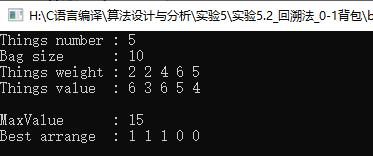 H:\C语言编译\算法设计与分析\实验5\实验5.2_回溯法_0-1背包\b
Things number : 5
Bag size : 10
Things weight : 2 2 4 6 5
Things value : 6 3 6 5 4
MaxValue : 15
Best arrange : 1 1 1 0 0